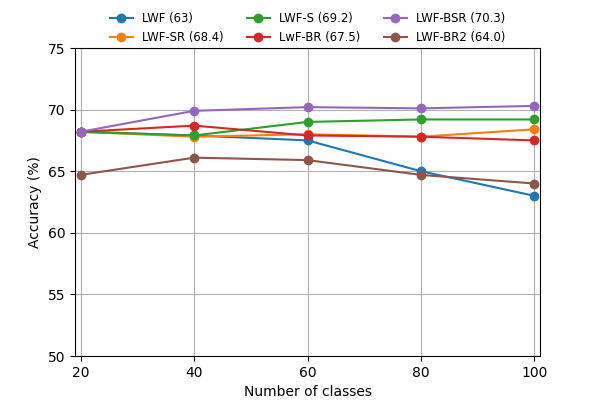 LWF (63) LWF-S (69.2) LWF-BSR (70.3)
LWF-SR (68.4) LwF-BR (67.5) LWF-BR2 (64.0)
75
70
65
60
55
50
Accuracy (%)
20 40 60 80 100
Number of classes